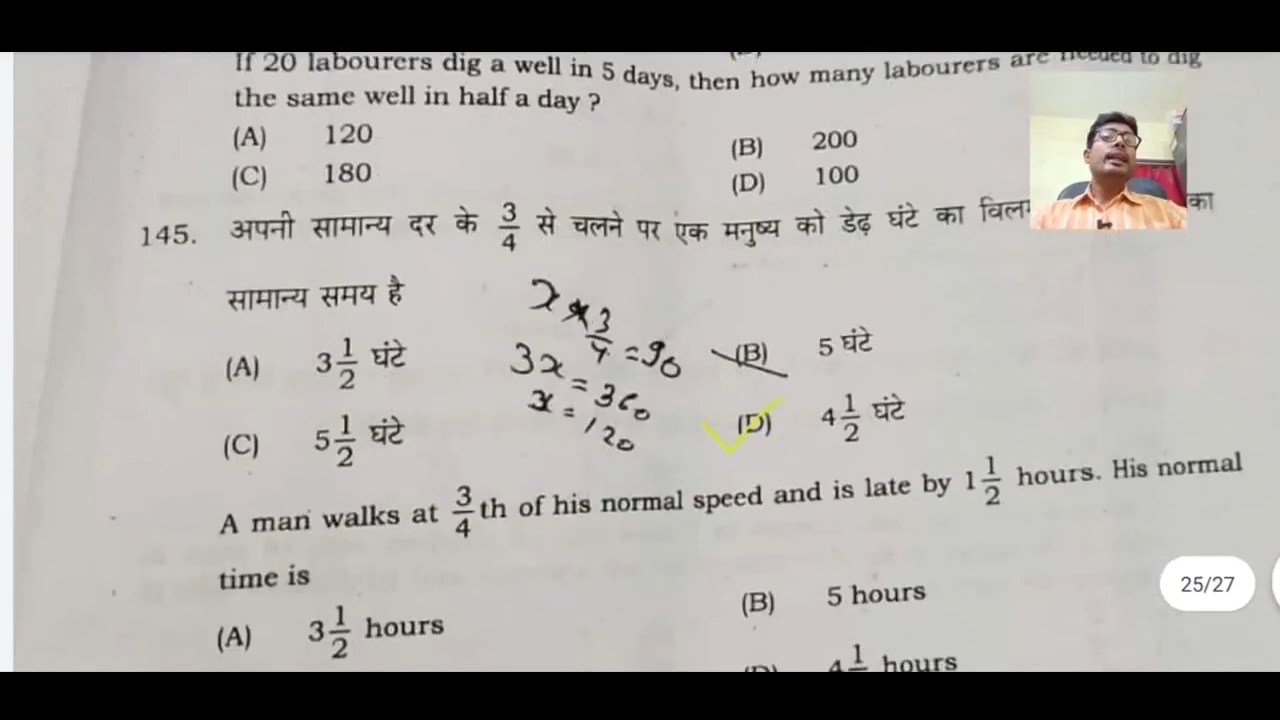 If 20 labourers dig a well in 5 days, then how many labourers are needed to dig
the same well in half a day ?
(A) 120
(B) 200
(C) 180
(D) 100
145. अपनी सामान्य दर के 3/4 से चलने पर एक मनुष्य को डेढ़ घंटे का का
सामान्य समय है
x × 3/4 = 90
3x = 360
x = 120
(A) 3 1/2 घंटे
(B) 5 घंटे
(C) 5 1/2 घंटे
(D) 4 1/2 घंटे
A man walks at 3/4 th of his normal speed and is late by 1 1/2 hours. His normal
time is
(A) 3 1/2 hours
(B) 5 hours
hours
25/27